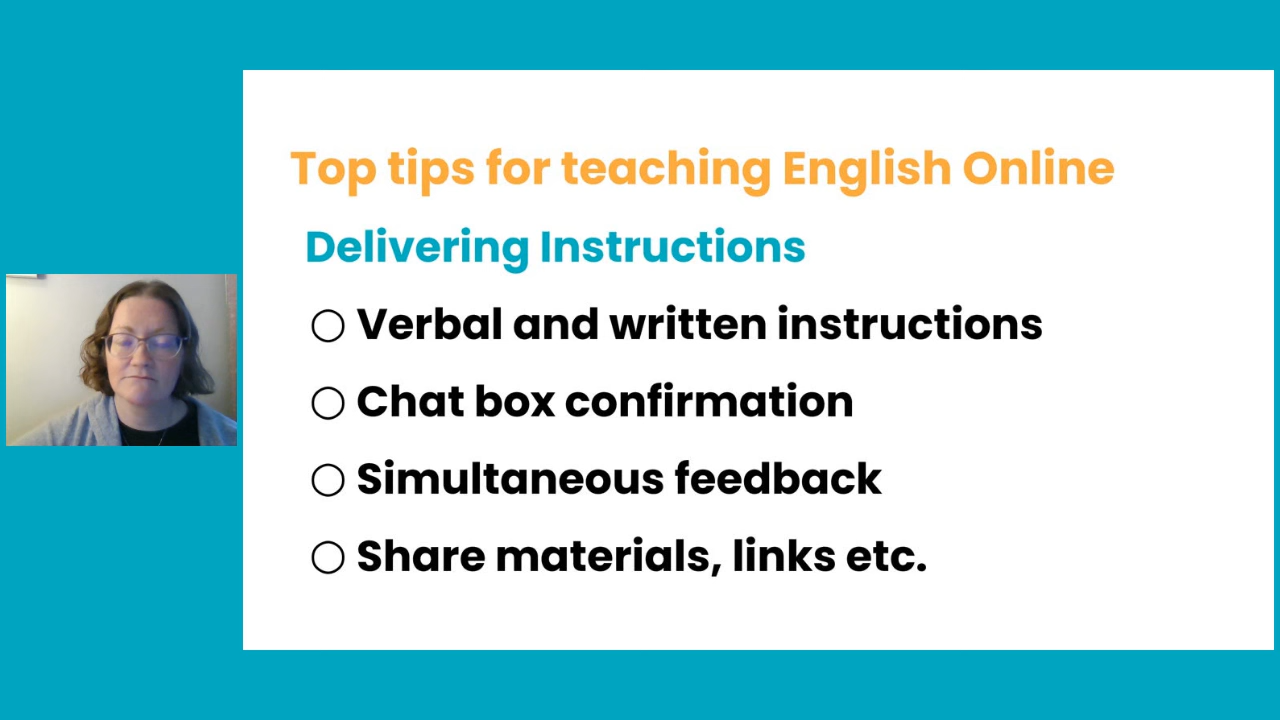 Top tips for teaching English Online
Delivering Instructions
Verbal and written instructions
Chat box confirmation
Simultaneous feedback
Share materials, links etc.